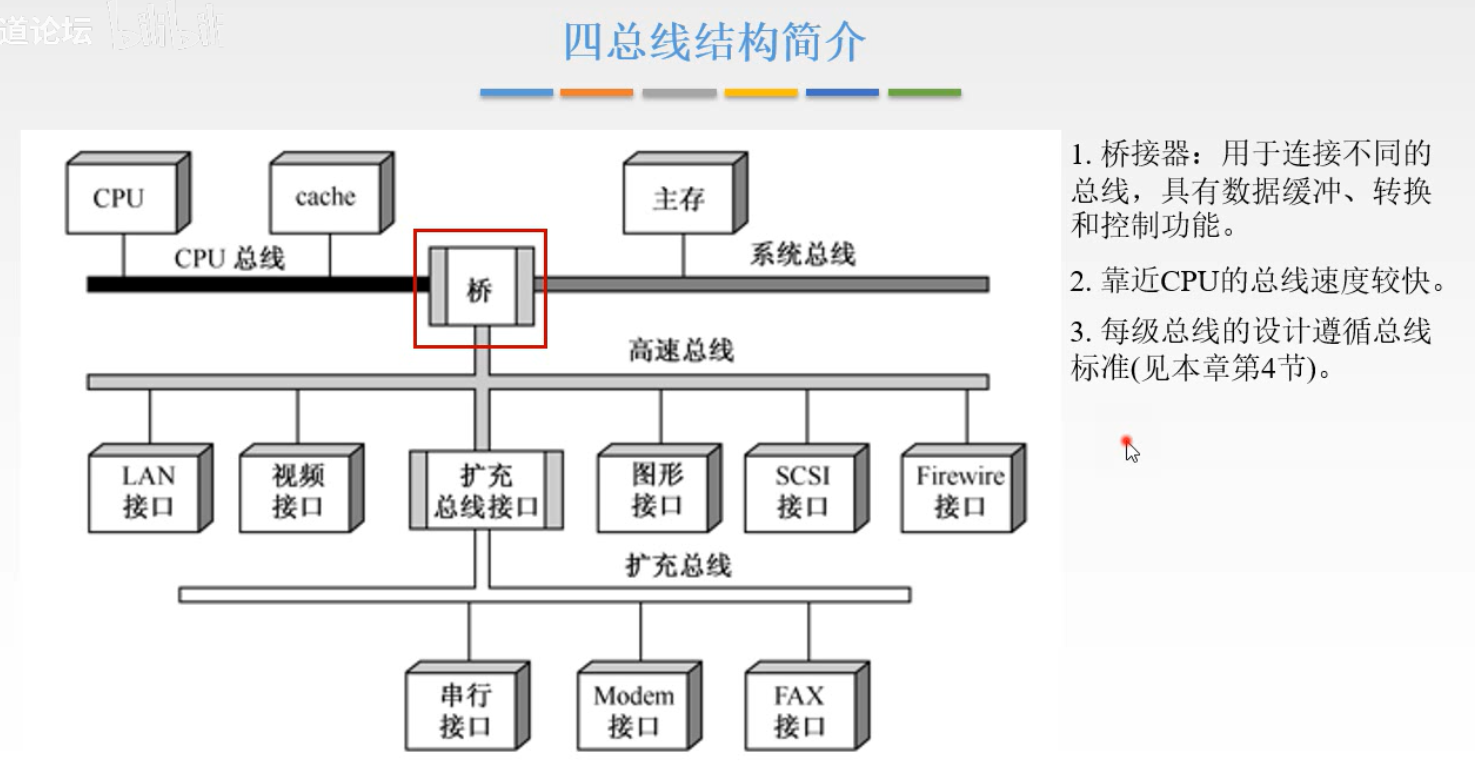 道论坛 bilibili
四总线结构简介
CPU
cache
主存
CPU 总线
桥
系统总线
高速总线
LAN
接口
视频
接口
扩充
总线接口
图形
接口
SCSI
接口
Firewire
接口
扩充总线
串行
接口
Modem
接口
FAX
接口
1. 桥接器：用于连接不同的
总线，具有数据缓冲、转换
和控制功能。
2. 靠近CPU的总线速度较快。
3. 每级总线的设计遵循总线
标准(见本章第4节)。